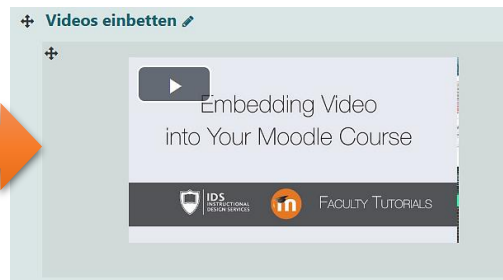 Videos einbetten
Embedding Video
into Your Moodle Course
IDS
INSTRUCTIONAL
DESIGN SERVICES
m
FACULTY TUTORIALS